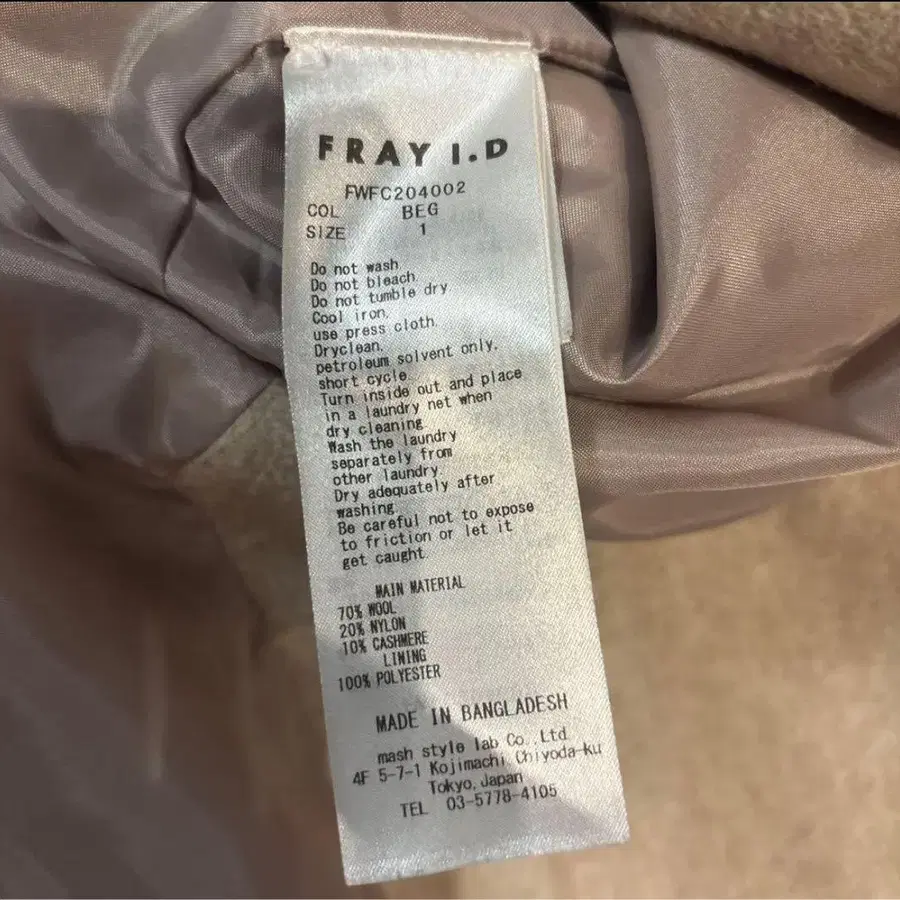 FRAY I.D
FWFC204002
COL BEG
SIZE 1
Do not wash
Do not bleach
Do not tumble dry
Cool iron,
use press cloth.
Dryclean,
petroleum solvent only,
short cycle.
Turn inside out and place
in a laundry net when
dry cleaning
Wash the laundry
separately from
other laundry
Dry adequately after
washing
Be careful not to expose
to friction or let it
get caught
MAIN MATERIAL
70% WOOL
20% NYLON
10% CASHMERE
LINING
100% POLYESTER
MADE IN BANGLADESH
mash style lab Co.,Ltd
4F 5-7-1 Kojimachi Chiyoda-ku
Tokyo,Japan
TEL 03-5778-4105